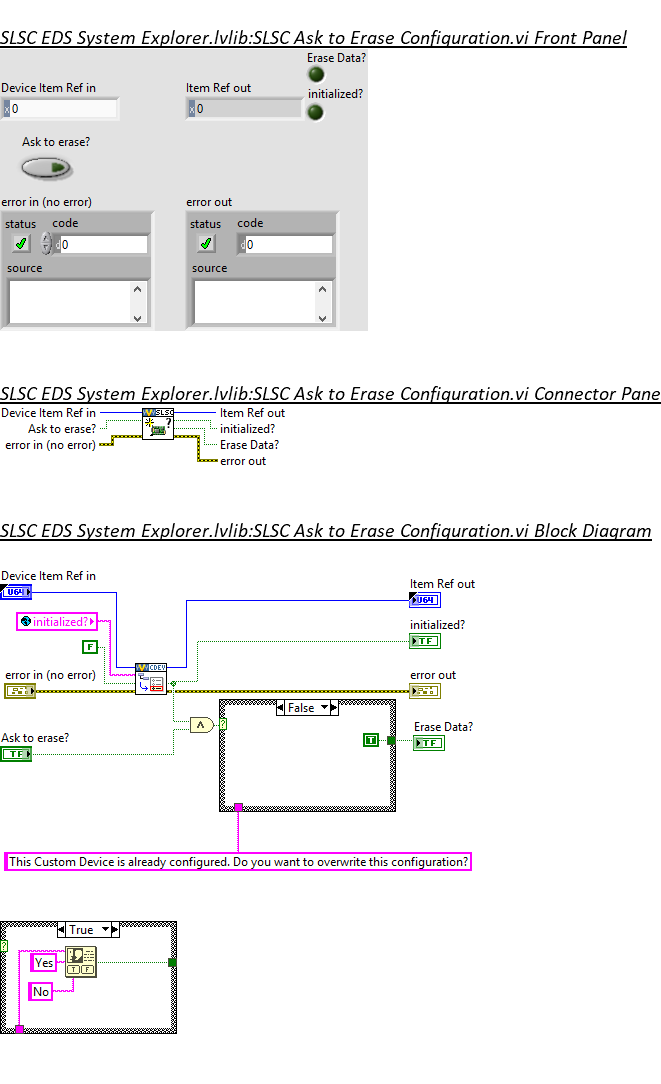 SLSC EDS System Explorer.lvlib:SLSC Ask to Erase Configuration.vi Front Panel
Erase Data?
Device Item Ref in
Item Ref out
initialized?
x 0
x 0
Ask to erase?
error in (no error)
error out
status code
status code
d 0
d 0
source
source
SLSC EDS System Explorer.lvlib:SLSC Ask to Erase Configuration.vi Connector Pane
Device Item Ref in
SLSC
Item Ref out
Ask to erase?
?
initialized?
error in (no error)
Erase Data?
error out
SLSC EDS System Explorer.lvlib:SLSC Ask to Erase Configuration.vi Block Diagram
Device Item Ref in
Item Ref out
U64
U64
initialized?
initialized?
TF
F
CDEV
error in (no error)
error out
False
Ask to erase?
Erase Data?
?
T
TF
TF
This Custom Device is already configured. Do you want to overwrite this configuration?
True
?
Yes
T F
No